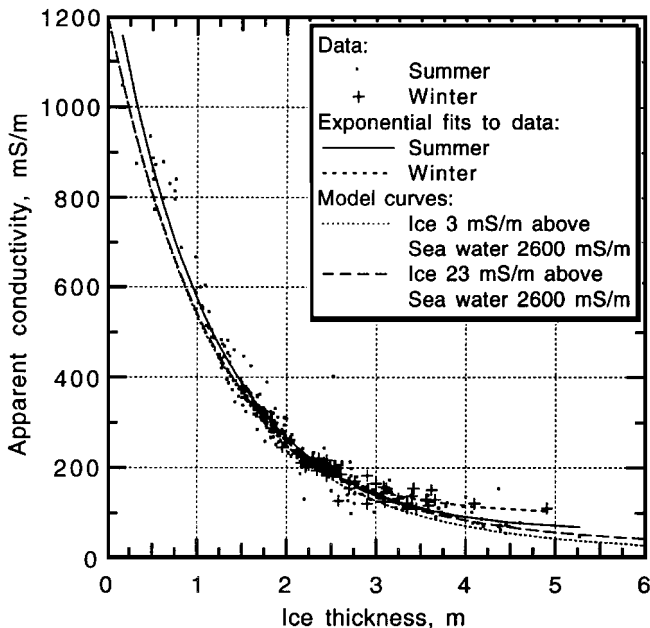 1200
1000
800
600
400
200
0
Apparent conductivity, mS/m
Data:
Summer
Winter
Exponential fits to data:
Summer
Winter
Model curves:
Ice 3 mS/m above
Sea water 2600 mS/m
Ice 23 mS/m above
Sea water 2600 mS/m
0 1 2 3 4 5 6
Ice thickness, m